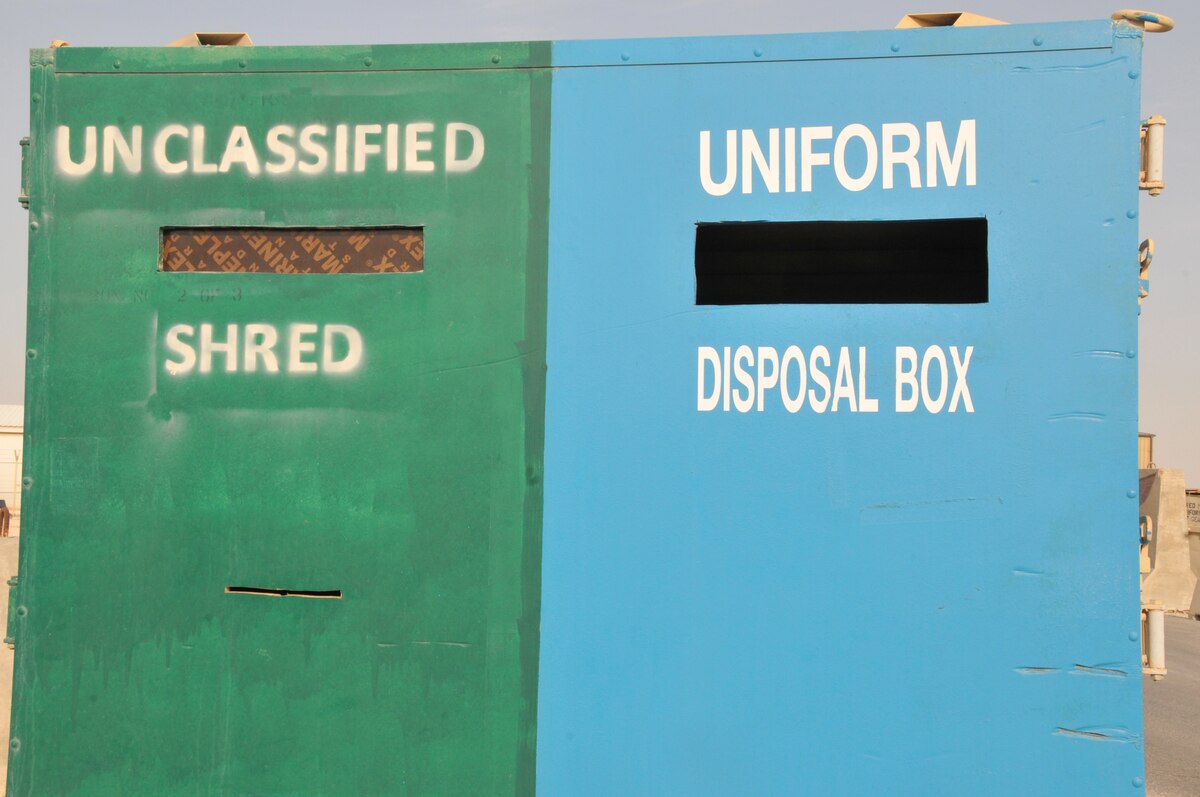 UNCLASSIFIED
SHRED
UNIFORM
DISPOSAL BOX